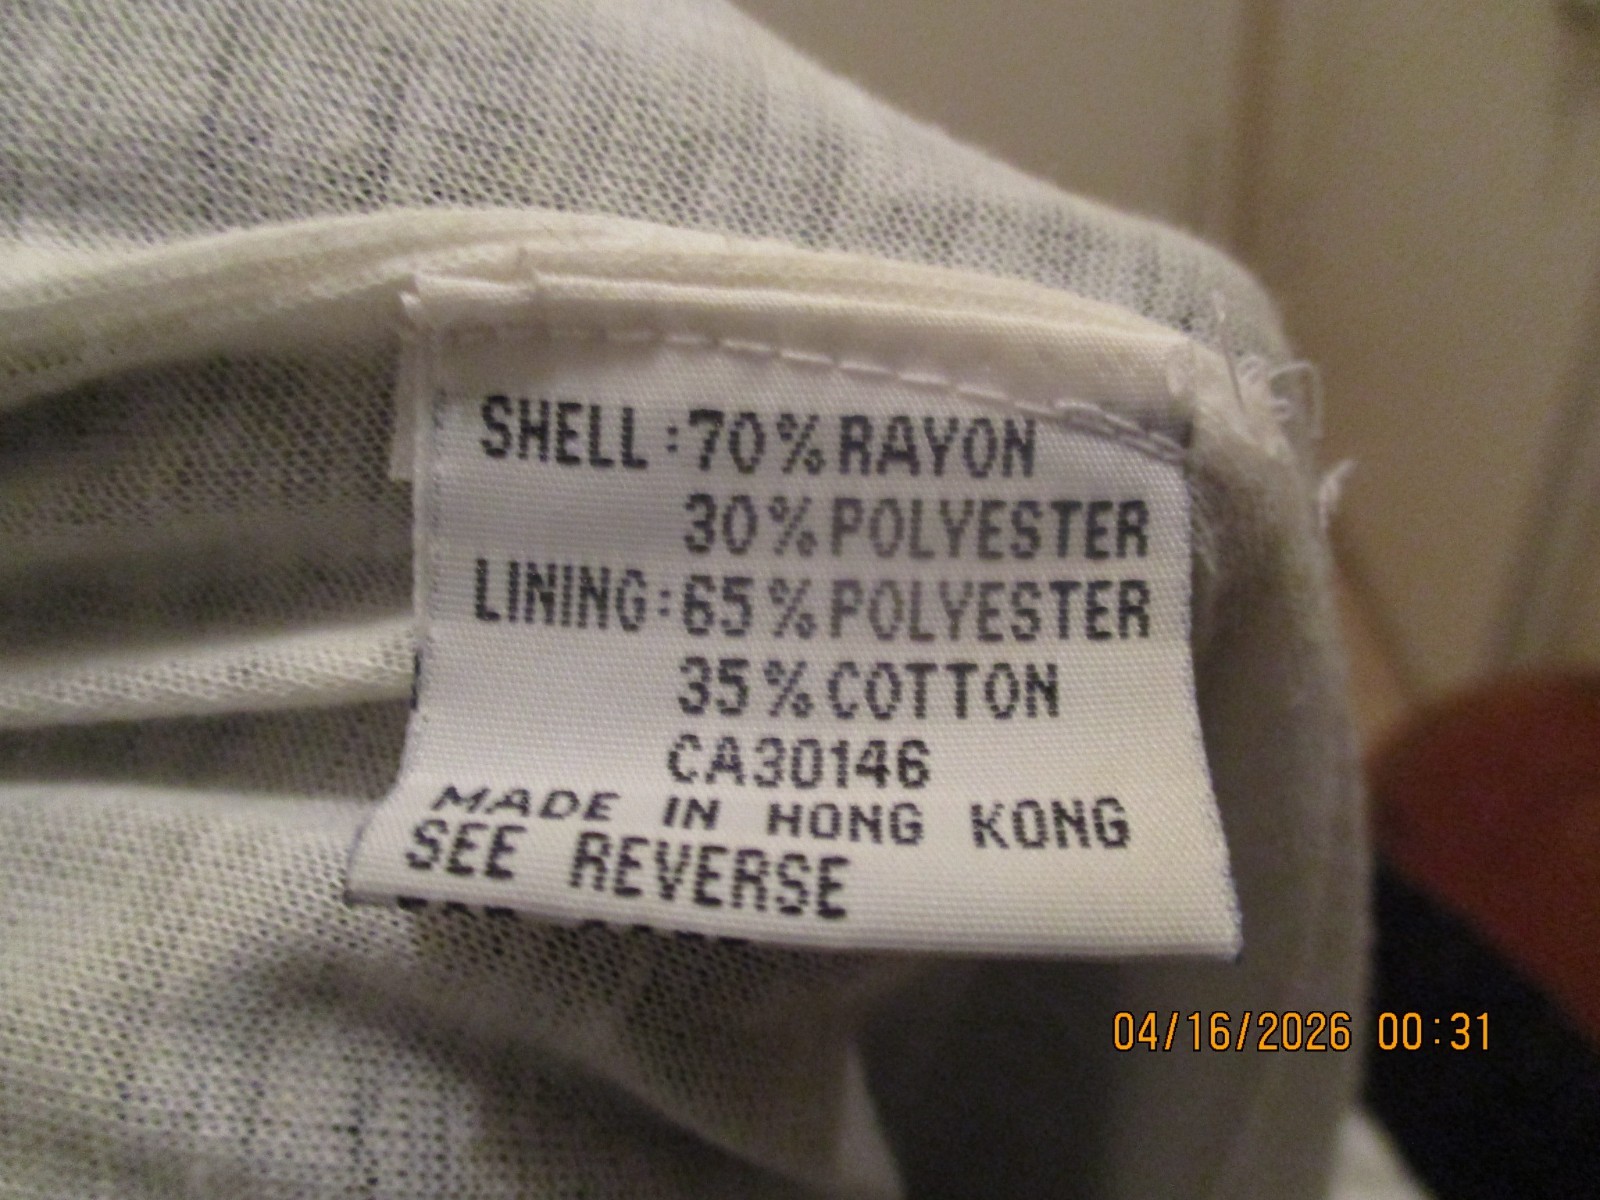 SHELL:70%RAYON
30%POLYESTER
LINING:65%POLYESTER
35%COTTON
CA30146
MADE IN HONG KONG
SEE REVERSE
04/16/2026 00:31